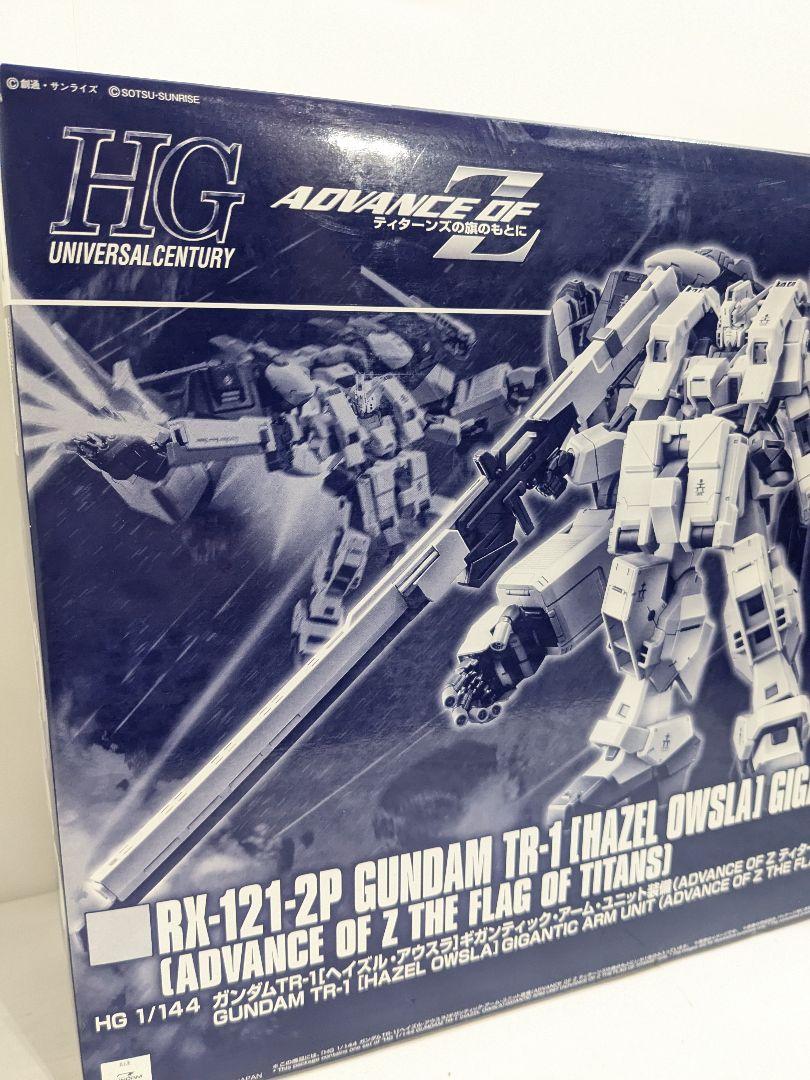 ©創通・サンライズ ©SOTSU-SUNRISE
HG
UNIVERSAL CENTURY
ADVANCE OF Z
ティターンズの旗のもとに
RX-121-2P GUNDAM TR-1 [HAZEL OWSLA] GIGA
(ADVANCE OF Z THE FLAG OF TITANS)
HG 1/144 ガンダムTR-1[ヘイズル・アウスラ]ギガンティック・アーム・ユニット装備(ADVANCE OF Z ティター
GUNDAM TR-1 [HAZEL OWSLA] GIGANTIC ARM UNIT (ADVANCE OF Z THE FLA
JAPAN